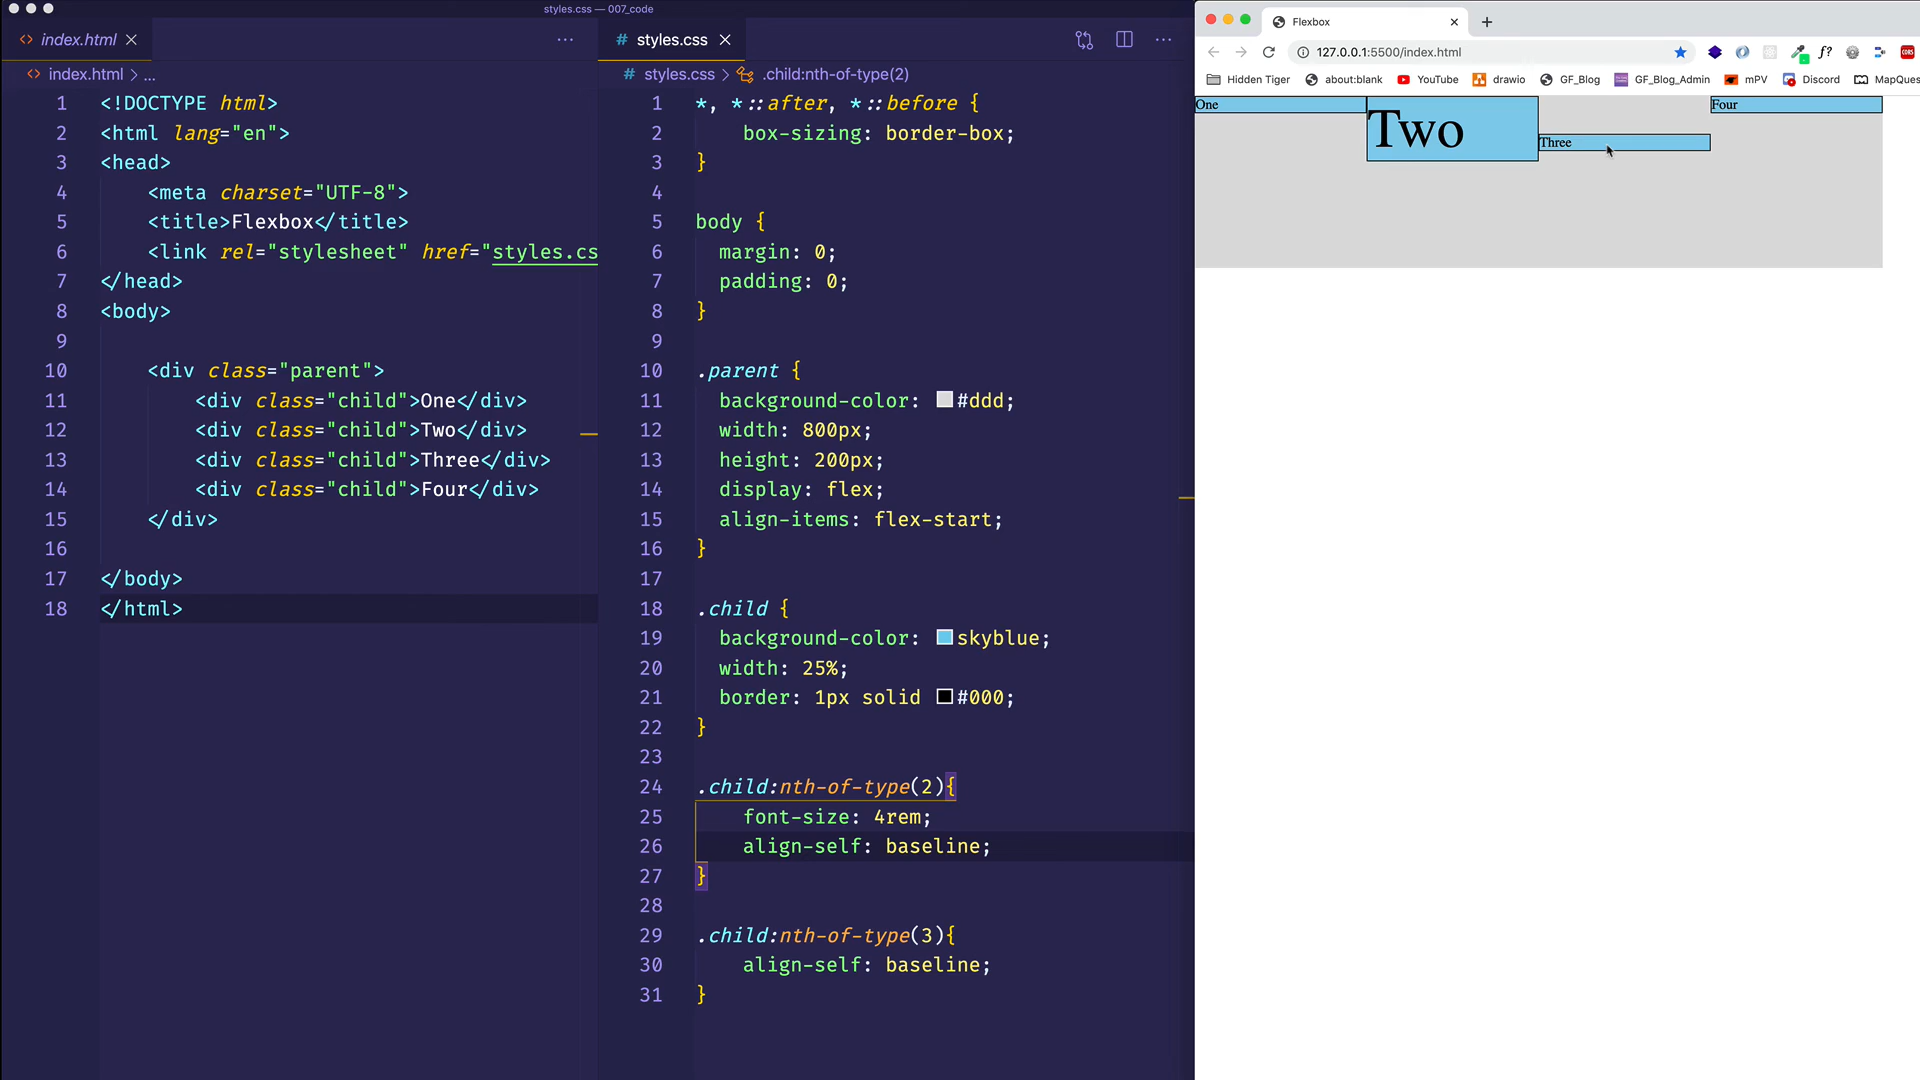 styles.css — 007_code
index.html
index.html > ...
1 <!DOCTYPE html>
2 <html lang="en">
3 <head>
4 <meta charset="UTF-8">
5 <title>Flexbox</title>
6 <link rel="stylesheet" href="styles.cs
7 </head>
8 <body>
9
10 <div class="parent">
11 <div class="child">One</div>
12 <div class="child">Two</div>
13 <div class="child">Three</div>
14 <div class="child">Four</div>
15 </div>
16
17 </body>
18 </html>
# styles.css
# styles.css > .child:nth-of-type(2)
1 *, *::after, *::before {
2 box-sizing: border-box;
3 }
4
5 body {
6 margin: 0;
7 padding: 0;
8 }
9
10 .parent {
11 background-color: #ddd;
12 width: 800px;
13 height: 200px;
14 display: flex;
15 align-items: flex-start;
16 }
17
18 .child {
19 background-color: skyblue;
20 width: 25%;
21 border: 1px solid #000;
22 }
23
24 .child:nth-of-type(2){
25 font-size: 4rem;
26 align-self: baseline;
27 }
28
29 .child:nth-of-type(3){
30 align-self: baseline;
31 }
Flexbox
127.0.0.1:5500/index.html
f?
CORS
Hidden Tiger about:blank YouTube drawio GF_Blog GF_Blog_Admin mPV Discord MapQues
One
Two
Three
Four